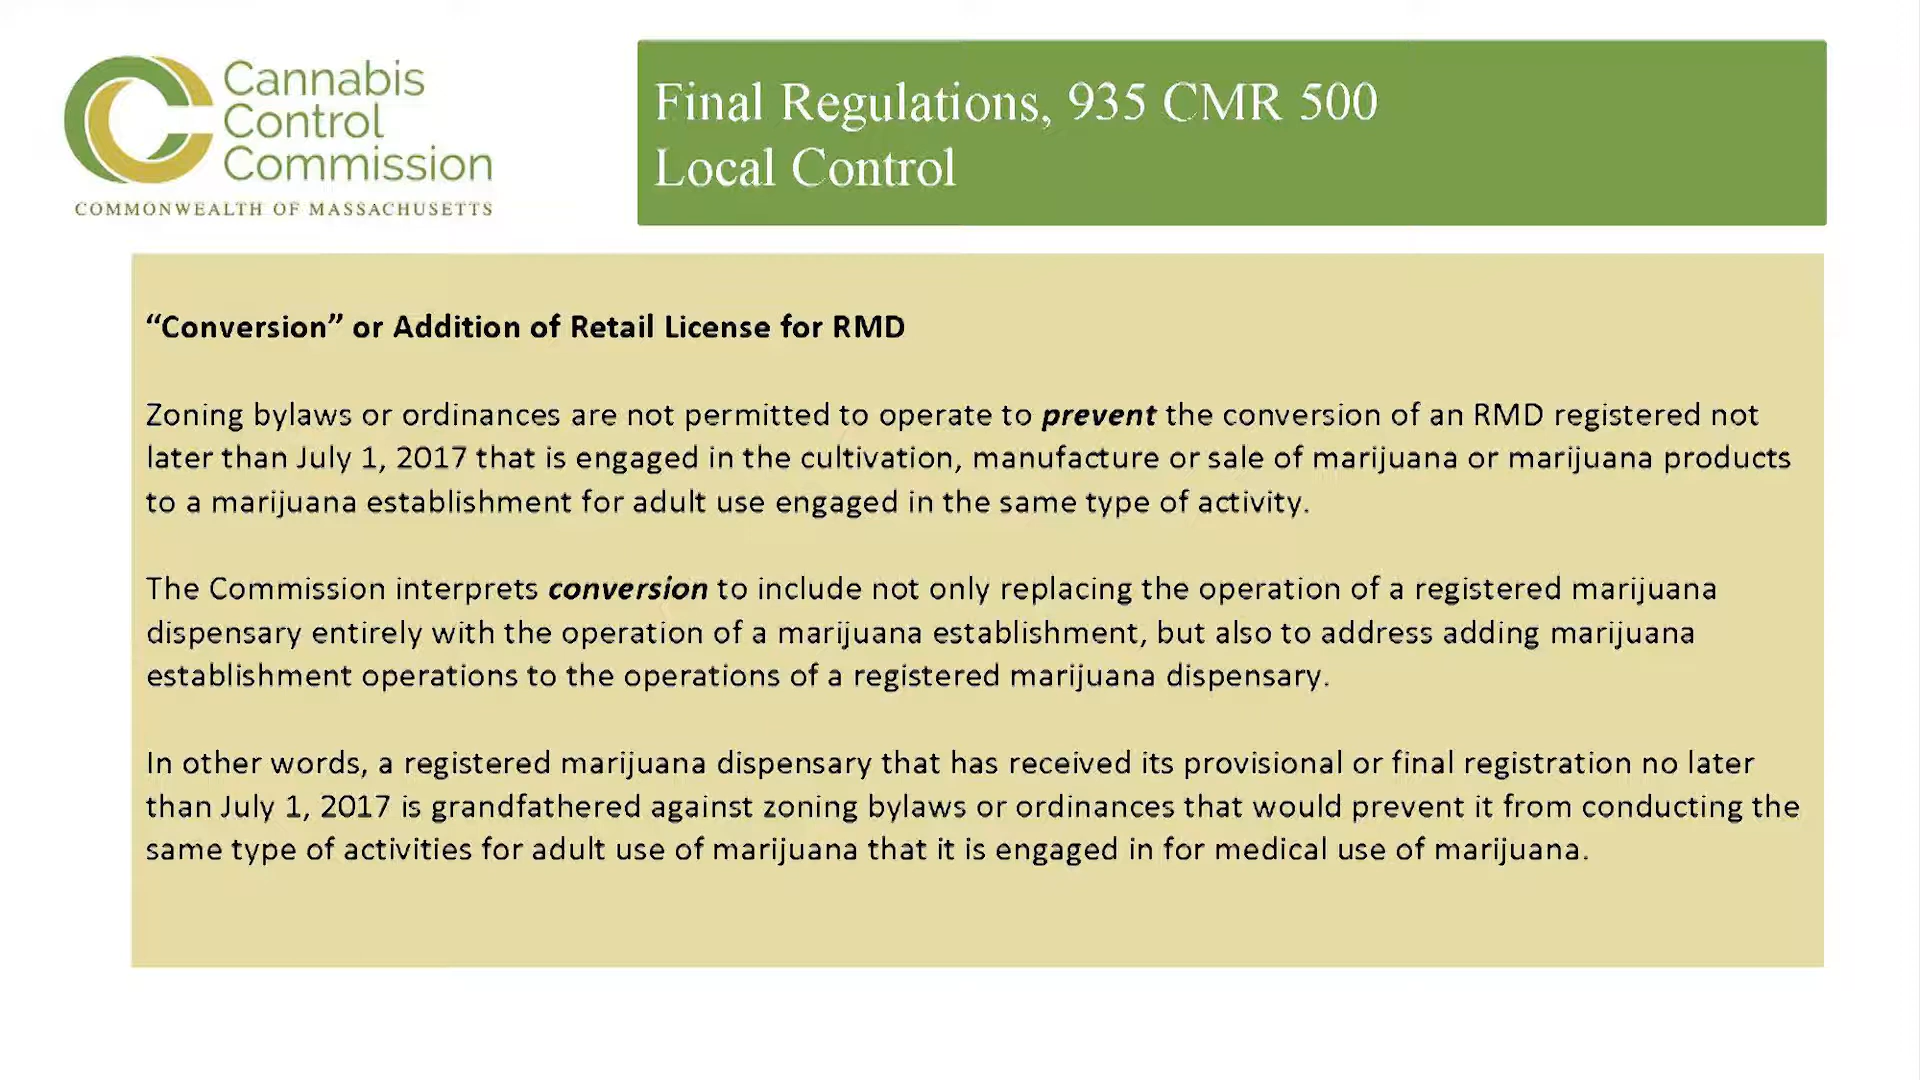 Cannabis
Control
Commission
COMMONWEALTH OF MASSACHUSETTS
Final Regulations, 935 CMR 500
Local Control
“Conversion” or Addition of Retail License for RMD
Zoning bylaws or ordinances are not permitted to operate to prevent the conversion of an RMD registered not
later than July 1, 2017 that is engaged in the cultivation, manufacture or sale of marijuana or marijuana products
to a marijuana establishment for adult use engaged in the same type of activity.
The Commission interprets conversion to include not only replacing the operation of a registered marijuana
dispensary entirely with the operation of a marijuana establishment, but also to address adding marijuana
establishment operations to the operations of a registered marijuana dispensary.
In other words, a registered marijuana dispensary that has received its provisional or final registration no later
than July 1, 2017 is grandfathered against zoning bylaws or ordinances that would prevent it from conducting the
same type of activities for adult use of marijuana that it is engaged in for medical use of marijuana.